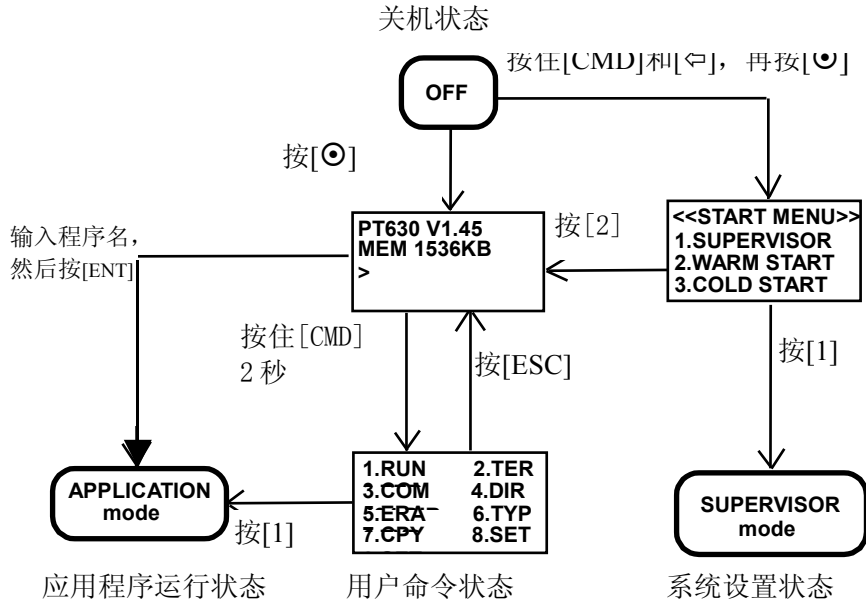 关机状态
按住[CMD]和[⇦]，再按[⊙]
OFF
按[⊙]
输入程序名，
然后按[ENT]
PT630 V1.45
MEM 1536KB
>
按[2]
<<START MENU>>
1.SUPERVISOR
2.WARM START
3.COLD START
按住[CMD]
2秒
按[ESC]
按[1]
1.RUN 2.TER
3.COM 4.DIR
5.ERA 6.TYP
7.CPY 8.SET
APPLICATION
mode
按[1]
SUPERVISOR
mode
应用程序运行状态
用户命令状态
系统设置状态